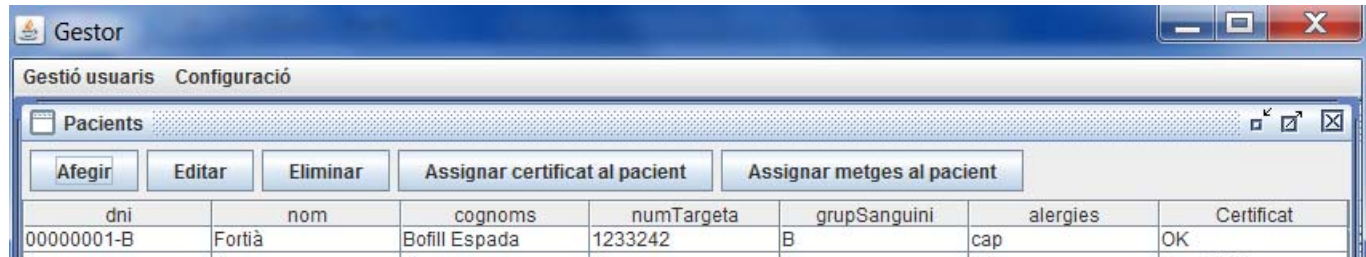 Gestor
Gestió usuaris Configuració
Pacients
Afegir Editar Eliminar Assignar certificat al pacient Assignar metges al pacient
dni nom cognoms numTargeta grupSanguini alergies Certificat
00000001-B Fortià Bofill Espada 1233242 B cap OK